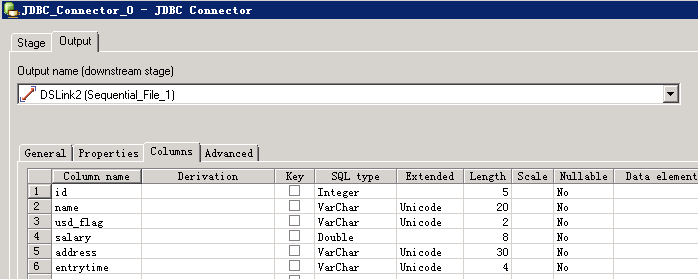 JDBC_Connector_0 - JDBC Connector
Stage Output
Output name (downstream stage)
DSLink2 (Sequential_File_1)
General Properties Columns Advanced
Column name Derivation Key SQL type Extended Length Scale Nullable Data element
1 id Integer 5 No
2 name VarChar Unicode 20 No
3 usd_flag VarChar Unicode 2 No
4 salary Double 8 No
5 address VarChar Unicode 30 No
6 entrytime VarChar Unicode 4 No